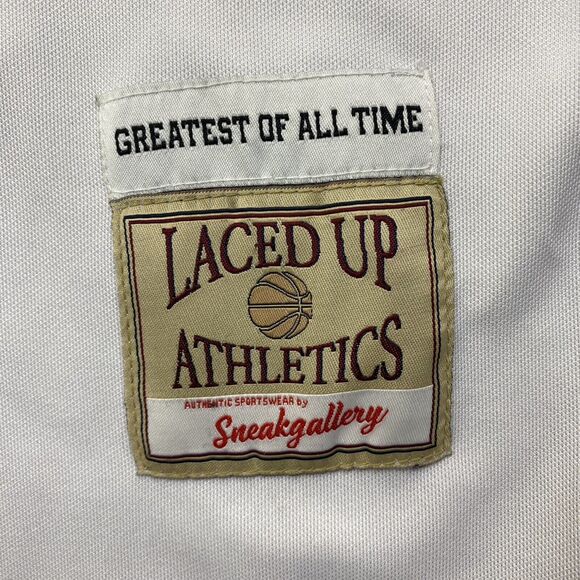 GREATEST OF ALL TIME
LACED UP
ATHLETICS
AUTHENTIC SPORTSWEAR by
Sneakgallery